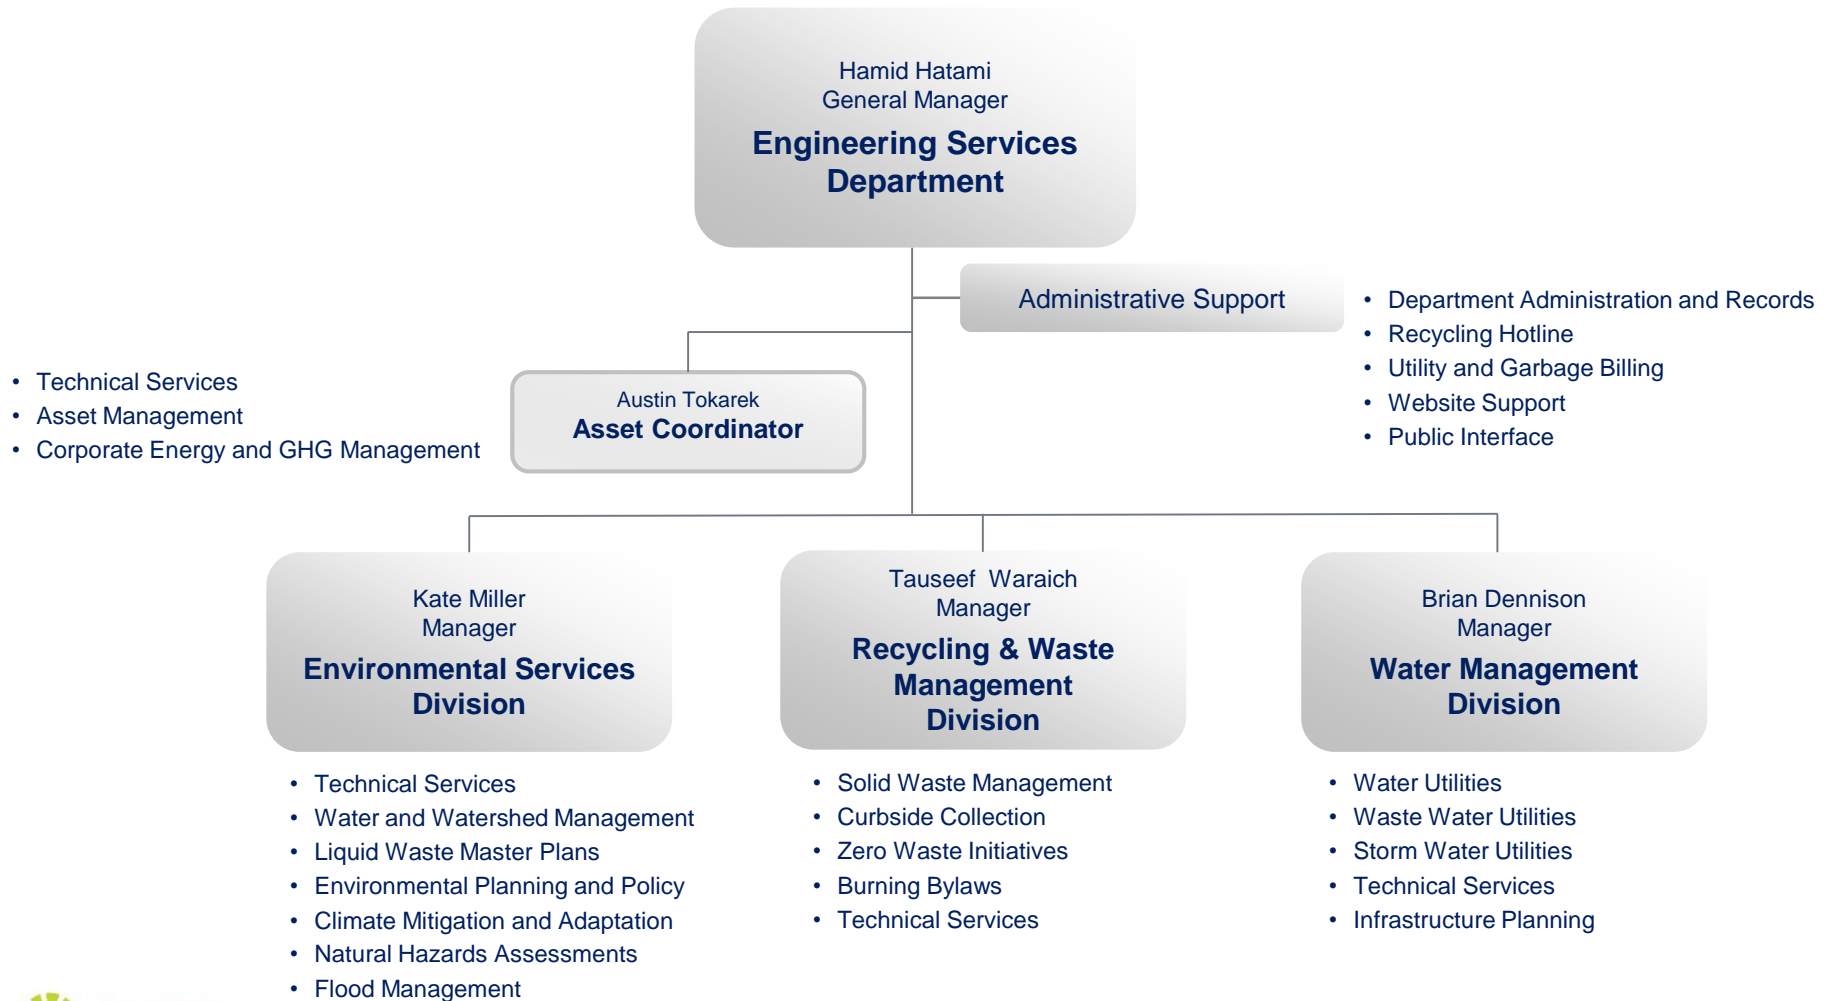 Hamid Hatami
General Manager
Engineering Services
Department
Administrative Support
• Department Administration and Records
• Recycling Hotline
• Utility and Garbage Billing
• Website Support
• Public Interface
• Technical Services
• Asset Management
• Corporate Energy and GHG Management
Austin Tokarek
Asset Coordinator
Kate Miller
Manager
Environmental Services
Division
• Technical Services
• Water and Watershed Management
• Liquid Waste Master Plans
• Environmental Planning and Policy
• Climate Mitigation and Adaptation
• Natural Hazards Assessments
• Flood Management
Tauseef Waraich
Manager
Recycling & Waste
Management
Division
• Solid Waste Management
• Curbside Collection
• Zero Waste Initiatives
• Burning Bylaws
• Technical Services
Brian Dennison
Manager
Water Management
Division
• Water Utilities
• Waste Water Utilities
• Storm Water Utilities
• Technical Services
• Infrastructure Planning